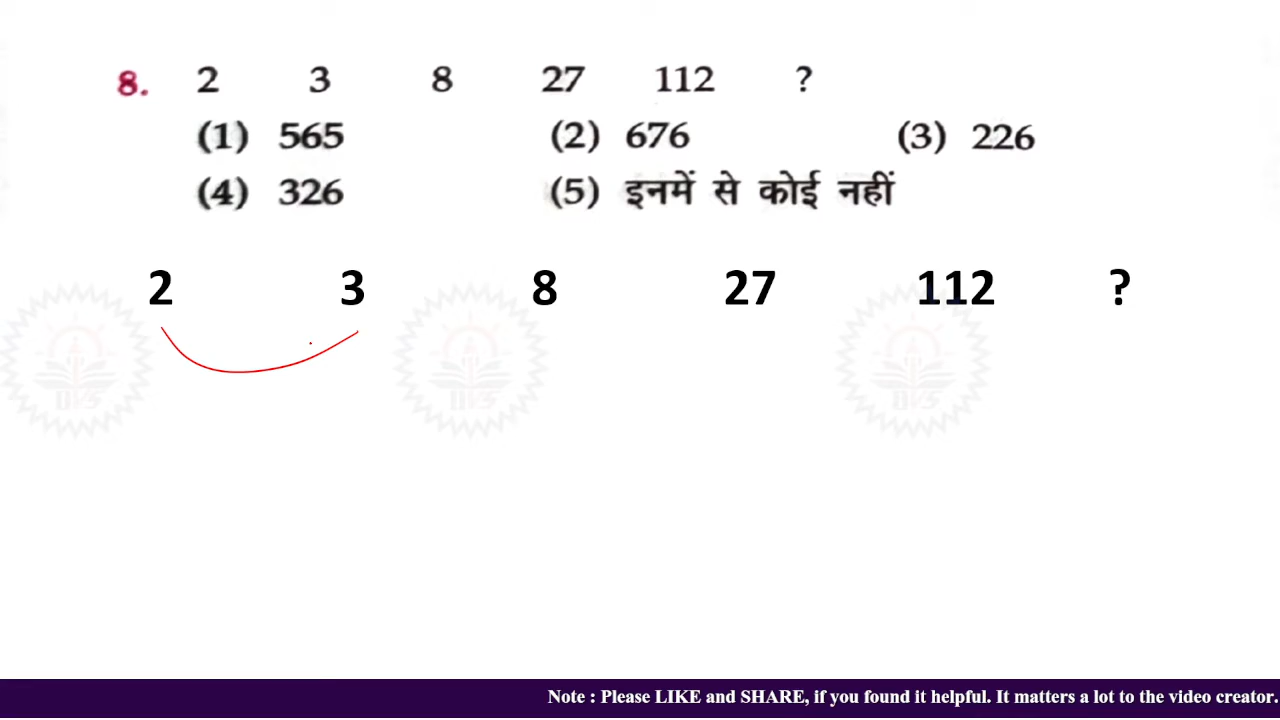 8. 2 3 8 27 112 ?
(1) 565 (2) 676 (3) 226
(4) 326 (5) इनमें से कोई नहीं
2 3 8 27 112 ?
Note : Please LIKE and SHARE, if you found it helpful. It matters a lot to the video creator.